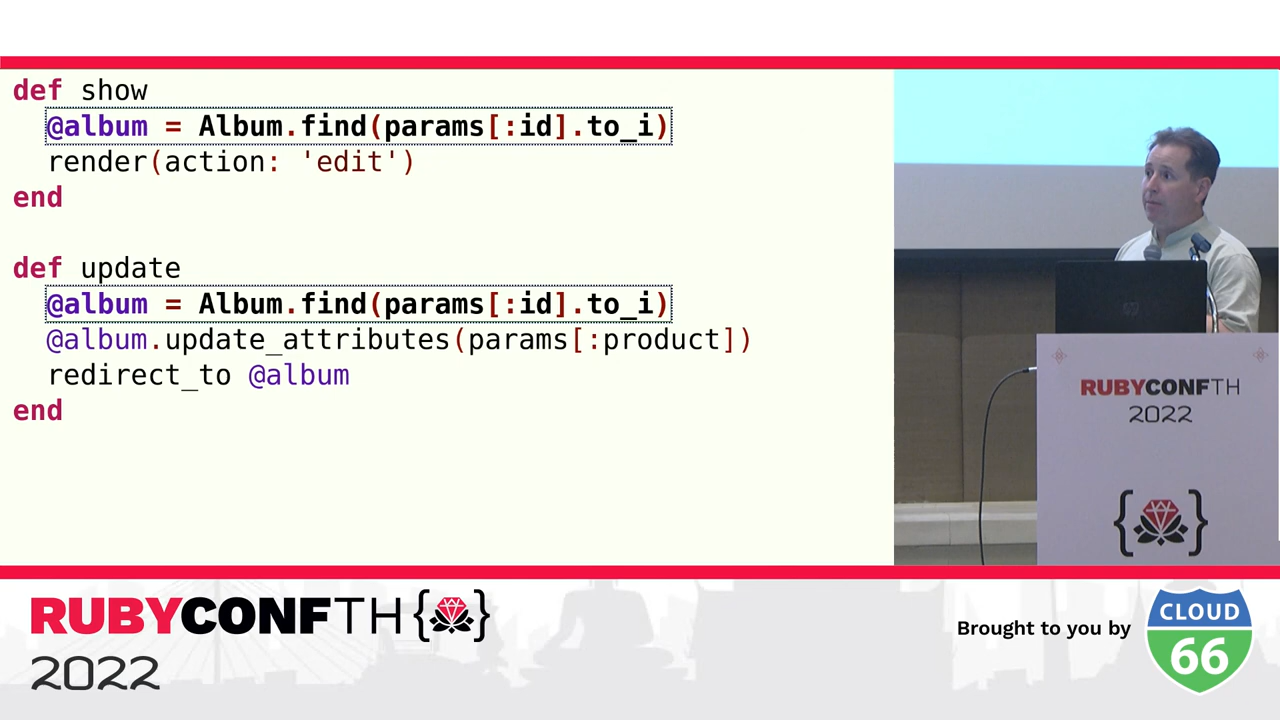 def show
  @album = Album.find(params[:id].to_i)
  render(action: 'edit')
end
def update
  @album = Album.find(params[:id].to_i)
  @album.update_attributes(params[:product])
  redirect_to @album
end
RUBYCONFTH
2022
RUBYCONFTH
2022
Brought to you by
CLOUD
66